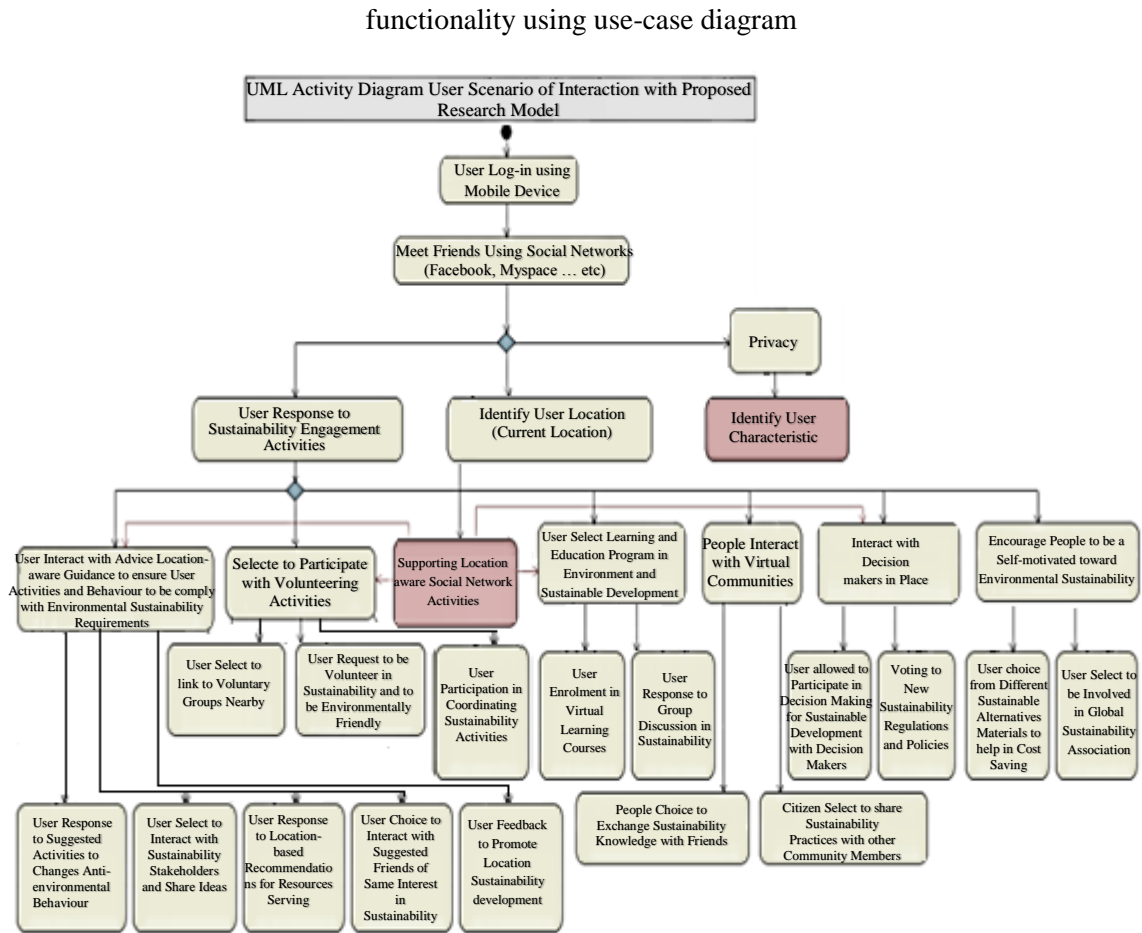 functionality using use-case diagram
UML Activity Diagram User Scenario of Interaction with Proposed
Research Model
User Log-in using
Mobile Device
Meet Friends Using Social Networks
(Facebook, Myspace … etc)
Privacy
User Response to
Sustainability Engagement
Activities
Identify User Location
(Current Location)
Identify User
Characteristic
User Interact with Advice Location-
aware Guidance to ensure User
Activities and Behaviour to be comply
with Environmental Sustainability
Requirements
Selecte to Participate
with Volunteering
Activities
Supporting Location
aware Social Network
Activities
User Select Learning and
Education Program in
Environment and
Sustainable Development
People Interact
with Virtual
Communities
Interact with
Decision
makers in Place
Encourage People to be a
Self-motivated toward
Environmental Sustainability
User Select to
link to Voluntary
Groups Nearby
User Request to be
Volunteer in
Sustainability and to
be Environmentally
Friendly
User
Participation in
Coordinating
Sustainability
Activities
User
Enrolment in
Virtual
Learning
Courses
User
Response to
Group
Discussion in
Sustainability
User allowed to
Participate in
Decision Making
for Sustainable
Development
with Decision
Makers
Voting to
New
Sustainability
Regulations
and Policies
User choice
from Different
Sustainable
Alternatives
Materials to
help in Cost
Saving
User Select to
be Involved
in Global
Sustainability
Association
User Response
to Suggested
Activities to
Changes Anti-
environmental
Behaviour
User Select to
Interact with
Sustainability
Stakeholders
and Share Ideas
User Response
to Location-
based
Recommendatio
ns for Resources
Serving
User Choice to
Interact with
Suggested
Friends of
Same Interest
in
Sustainability
User Feedback
to Promote
Location
Sustainability
development
People Choice to
Exchange Sustainability
Knowledge with Friends
Citizen Select to share
Sustainability
Practices with other
Community Members